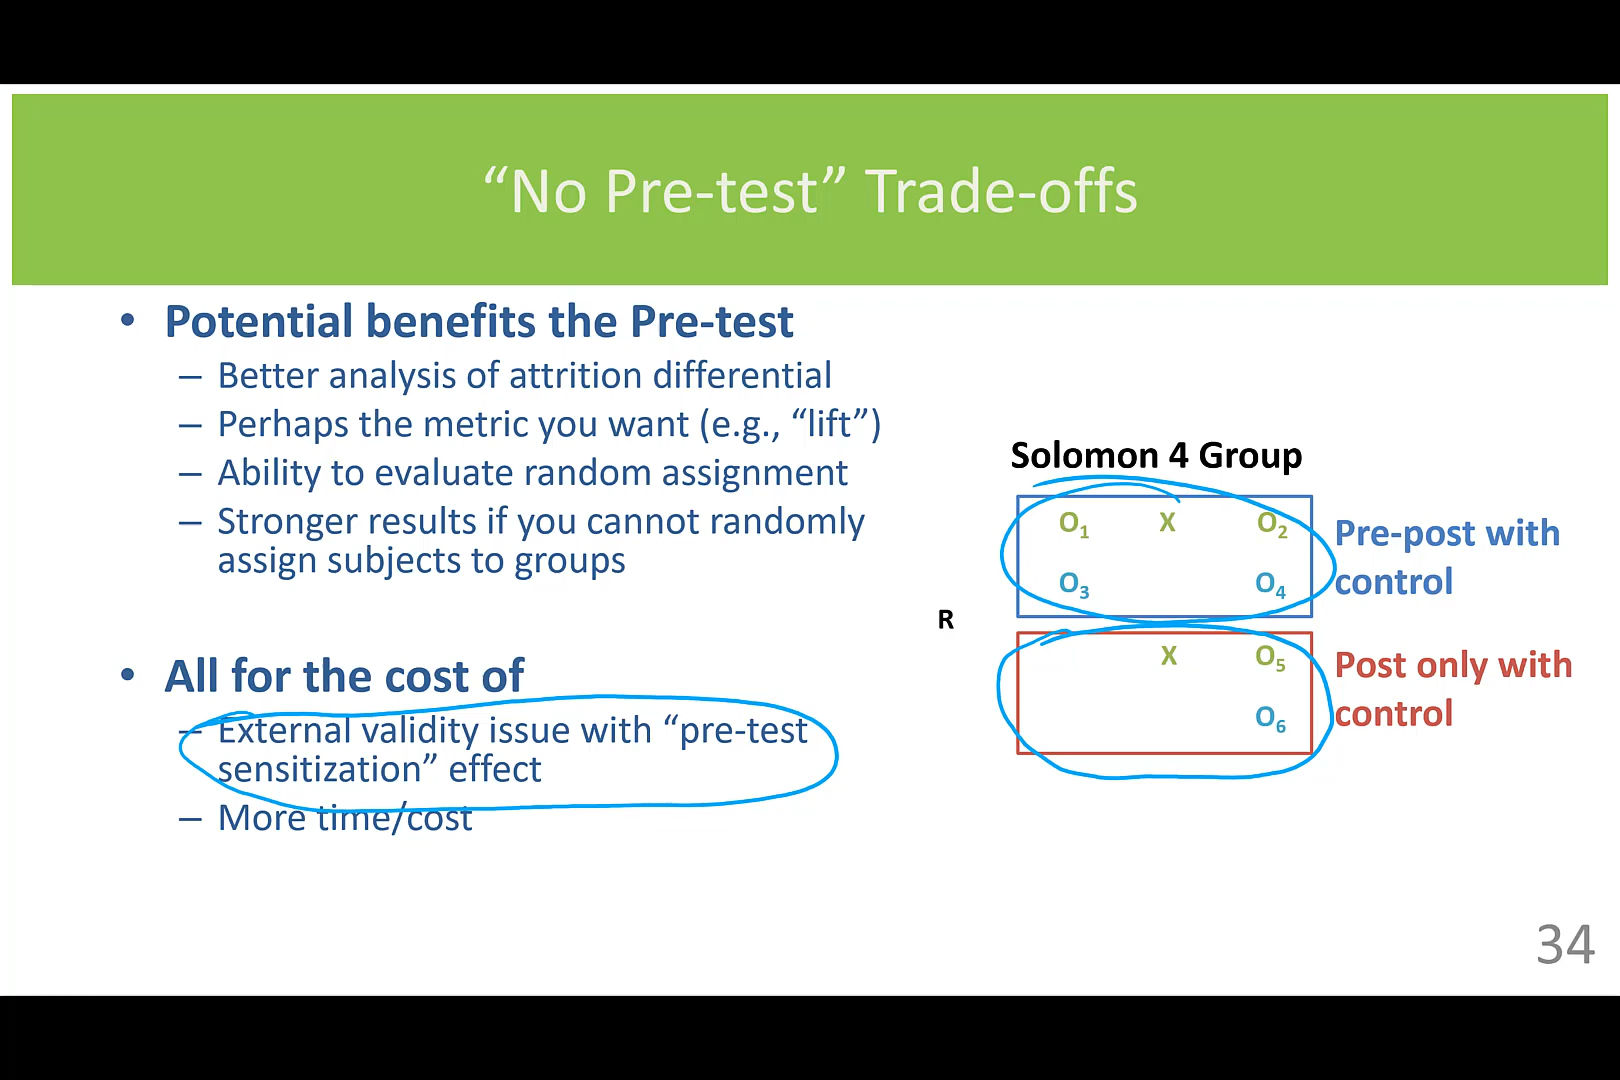 “No Pre-test” Trade-offs
• Potential benefits the Pre-test
– Better analysis of attrition differential
– Perhaps the metric you want (e.g., “lift”)
– Ability to evaluate random assignment
– Stronger results if you cannot randomly
assign subjects to groups
• All for the cost of
– External validity issue with “pre-test
sensitization” effect
– More time/cost
Solomon 4 Group
O₁ X O₂
O₃ O₄
Pre-post with
control
R
X O₅
O₆
Post only with
control
34